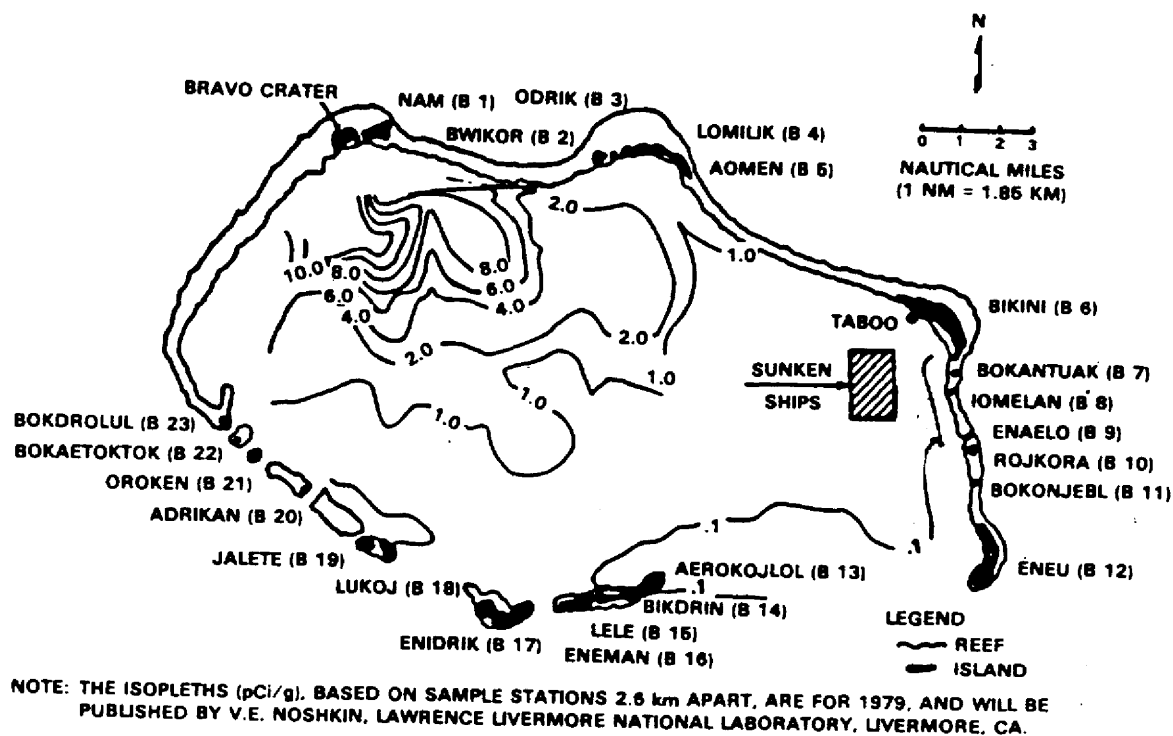 N
BRAVO CRATER
NAM (B 1)
ODRIK (B 3)
BWIKOR (B 2)
LOMILIK (B 4)
AOMEN (B 5)
0 1 2 3
NAUTICAL MILES
(1 NM = 1.85 KM)
2.0
1.0
10.0
8.0
8.0
6.0
6.0
4.0
4.0
2.0
2.0
1.0
1.0
1.0
BIKINI (B 6)
TABOO
SUNKEN
SHIPS
BOKANTUAK (B 7)
IOMELAN (B 8)
ENAELO (B 9)
ROJKORA (B 10)
BOKONJEBL (B 11)
BOKDROLUL (B 23)
BOKAETOKTOK (B 22)
OROKEN (B 21)
ADRIKAN (B 20)
JALETE (B 19)
LUKOJ (B 18)
ENIDRIK (B 17)
.1
.1
AEROKOJLOL (B 13)
.1
BIKDRIN (B 14)
LELE (B 15)
ENEMAN (B 16)
ENEU (B 12)
LEGEND
REEF
ISLAND
NOTE: THE ISOPLETHS (pCi/g), BASED ON SAMPLE STATIONS 2.6 km APART, ARE FOR 1979, AND WILL BE
PUBLISHED BY V.E. NOSHKIN, LAWRENCE LIVERMORE NATIONAL LABORATORY, LIVERMORE, CA.